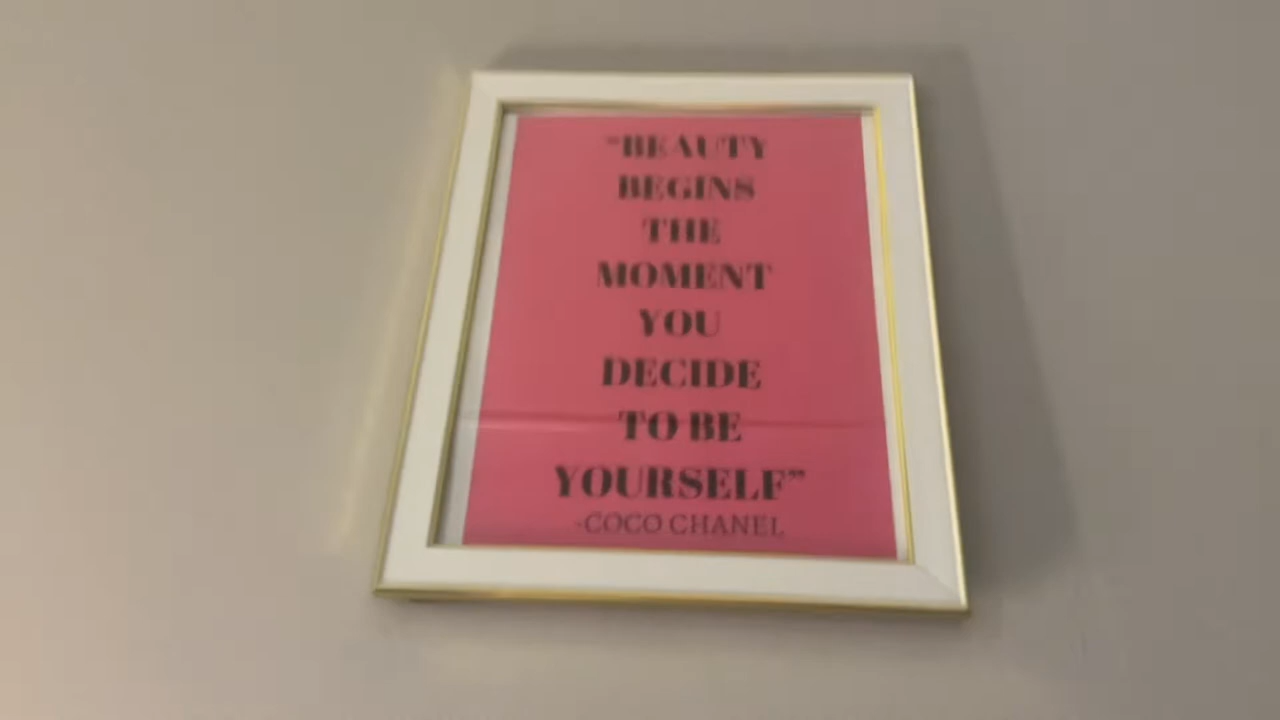 "BEAUTY
BEGINS
THE
MOMENT
YOU
DECIDE
TO BE
YOURSELF”
-COCO CHANEL